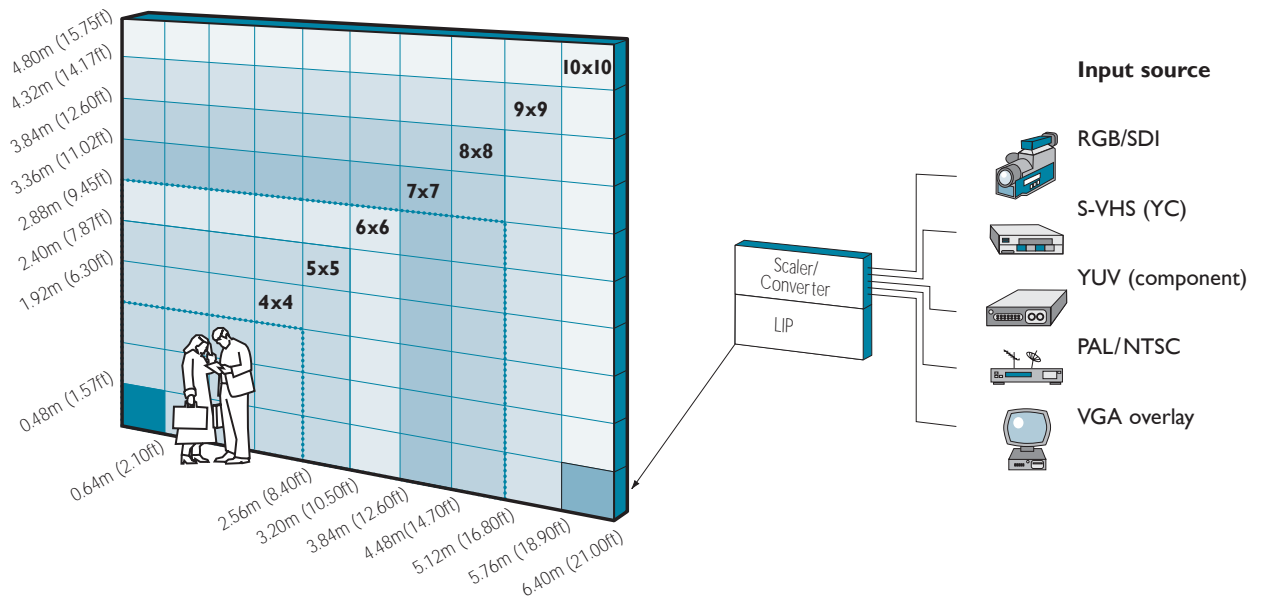 4.80m (15.75ft)
4.32m (14.17ft)
3.84m (12.60ft)
3.36m (11.02ft)
2.88m (9.45ft)
2.40m (7.87ft)
1.92m (6.30ft)
0.48m (1.57ft)
10x10
9x9
8x8
7x7
6x6
5x5
4x4
0.64m (2.10ft)
2.56m (8.40ft)
3.20m (10.50ft)
3.84m (12.60ft)
4.48m(14.70ft)
5.12m (16.80ft)
5.76m (18.90ft)
6.40m (21.00ft)
Scaler/
Converter
LIP
Input source
RGB/SDI
S-VHS (YC)
YUV (component)
PAL/NTSC
VGA overlay